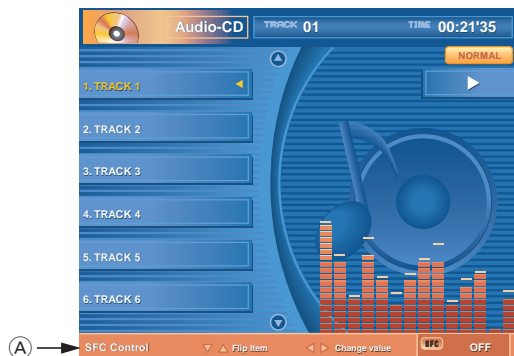 Audio-CD TRACK 01 TIME 00:21'35
NORMAL
1. TRACK 1
2. TRACK 2
3. TRACK 3
4. TRACK 4
5. TRACK 5
6. TRACK 6
A SFC Control ▽ △ Flip Item ◁ ▷ Change value SFC OFF